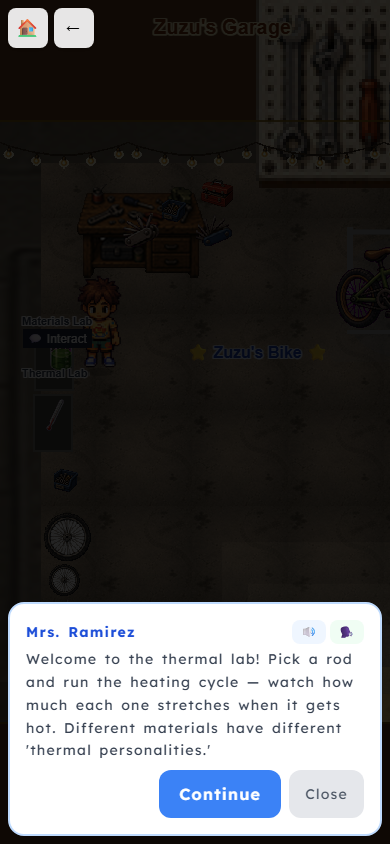 Zuzu's Garage
Materials Lab
Interact
Thermal Lab
Zuzu's Bike
Mrs. Ramirez
Welcome to the thermal lab! Pick a rod
and run the heating cycle — watch how
much each one stretches when it gets
hot. Different materials have different
'thermal personalities.'
Continue
Close